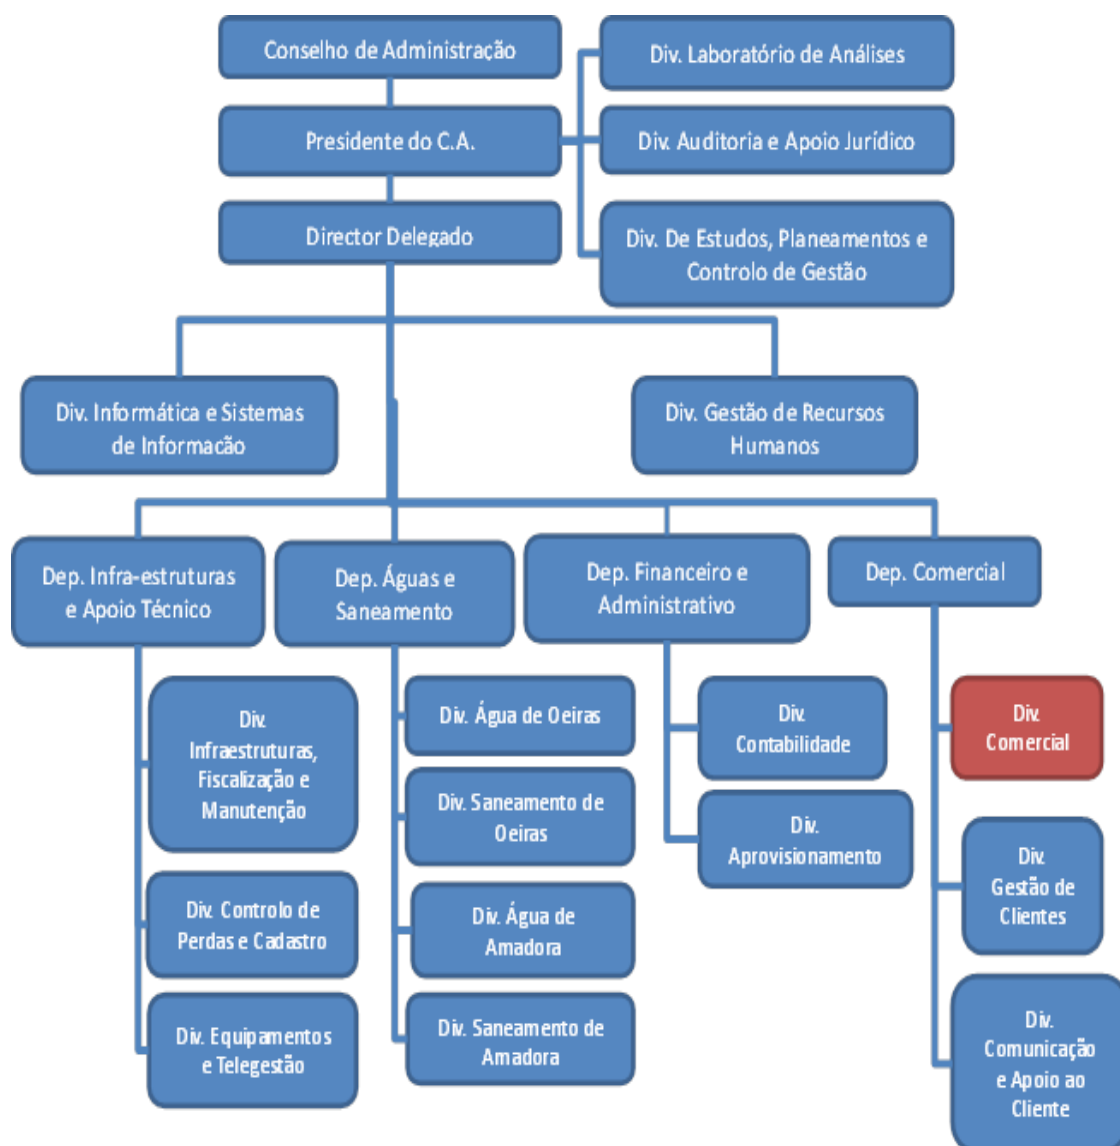 Conselho de Administração
Div. Laboratório de Análises
Presidente do C.A.
Div. Auditoria e Apoio Jurídico
Director Delegado
Div. De Estudos, Planeamentos e
Controlo de Gestão
Div. Informática e Sistemas
de Informacão
Div. Gestão de Recursos
Humanos
Dep. Infra-estruturas
e Apoio Técnico
Dep. Águas e
Saneamento
Dep. Financeiro e
Administrativo
Dep. Comercial
Div.
Infraestruturas,
Fiscalização e
Manutenção
Div. Controlo de
Perdas e Cadastro
Div. Equipamentos
e Telegestão
Div. Água de Oeiras
Div. Saneamento de
Oeiras
Div. Água de
Amadora
Div. Saneamento de
Amadora
Div.
Contabilidade
Div.
Aprovisionamento
Div.
Comercial
Div.
Gestão de
Clientes
Div.
Comunicação
e Apoio ao
Cliente